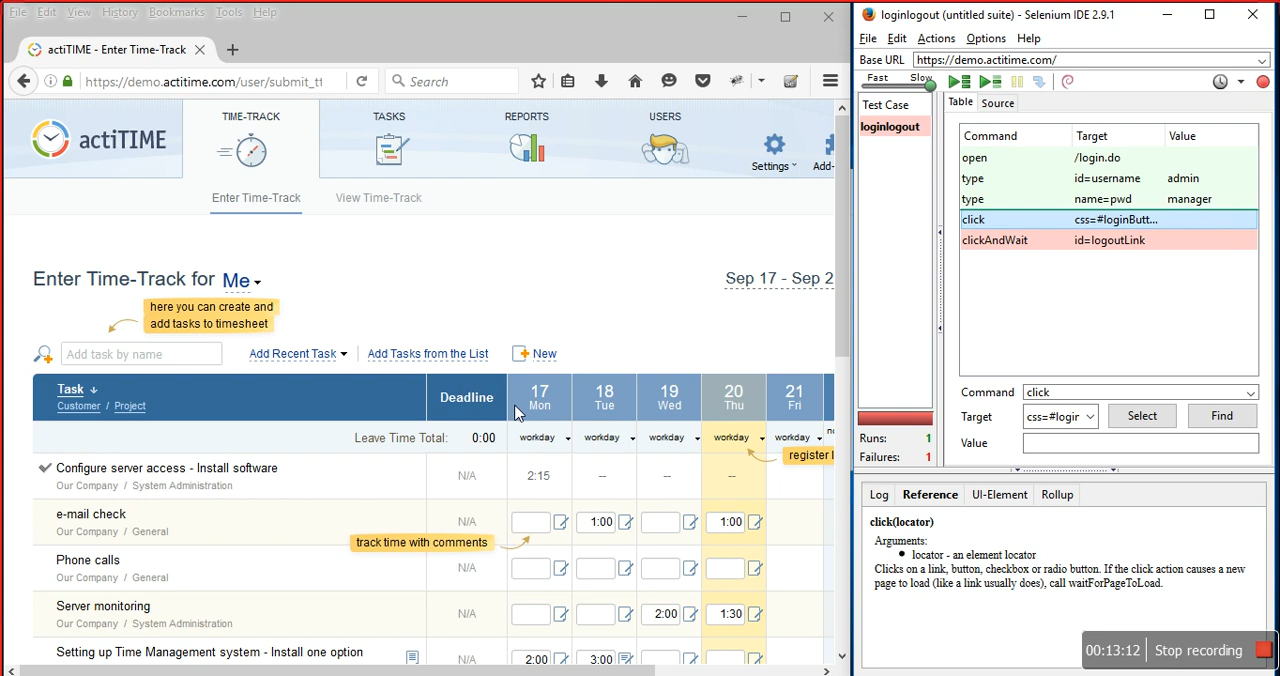 File Edit View History Bookmarks Tools Help
actiTIME - Enter Time-Track
https://demo.actitime.com/user/submit_tt
Search
actiTIME
TIME-TRACK
TASKS
REPORTS
USERS
Settings
Add-
Enter Time-Track
View Time-Track
Enter Time-Track for Me
Sep 17 - Sep 2
here you can create and
add tasks to timesheet
Add task by name
Add Recent Task
Add Tasks from the List
New
Task
Customer / Project
Deadline
17 Mon
18 Tue
19 Wed
20 Thu
21 Fri
Leave Time Total: 0:00 workday workday workday workday workday
register
Configure server access - Install software
Our Company / System Administration
N/A 2:15 -- -- --
e-mail check
Our Company / General
N/A 1:00 1:00
track time with comments
Phone calls
Our Company / General
N/A
Server monitoring
Our Company / System Administration
N/A 2:00 1:30
Setting up Time Management system - Install one option
N/A 2:00 3:00
loginlogout (untitled suite) - Selenium IDE 2.9.1
File Edit Actions Options Help
Base URL https://demo.actitime.com/
Fast Slow
Test Case
loginlogout
Runs: 1
Failures: 1
Table Source
Command Target Value
open /login.do
type id=username admin
type name=pwd manager
click css=#loginButt...
clickAndWait id=logoutLink
Command click
Target css=#logir Select Find
Value
Log Reference UI-Element Rollup
click(locator)
Arguments:
● locator - an element locator
Clicks on a link, button, checkbox or radio button. If the click action causes a new
page to load (like a link usually does), call waitForPageToLoad.
00:13:12 Stop recording